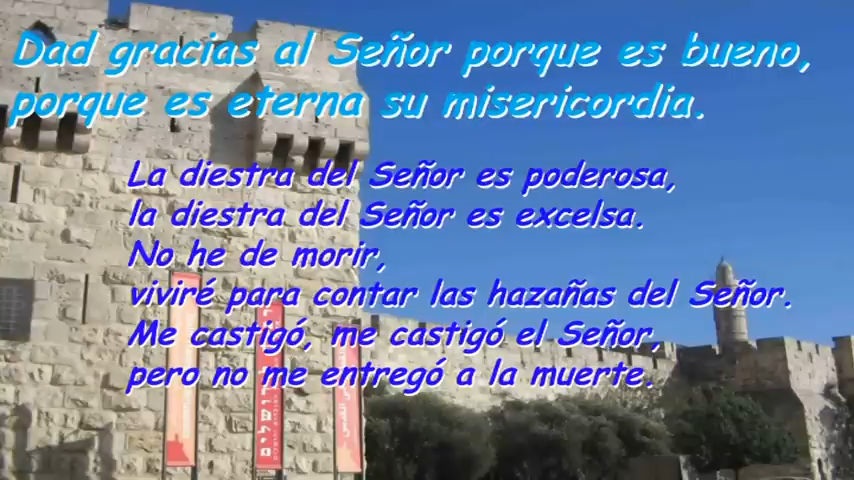 Dad gracias al Señor porque es bueno,
porque es eterna su misericordia.
La diestra del Señor es poderosa,
la diestra del Señor es excelsa.
No he de morir,
viviré para contar las hazañas del Señor.
Me castigó, me castigó el Señor,
pero no me entregó a la muerte.